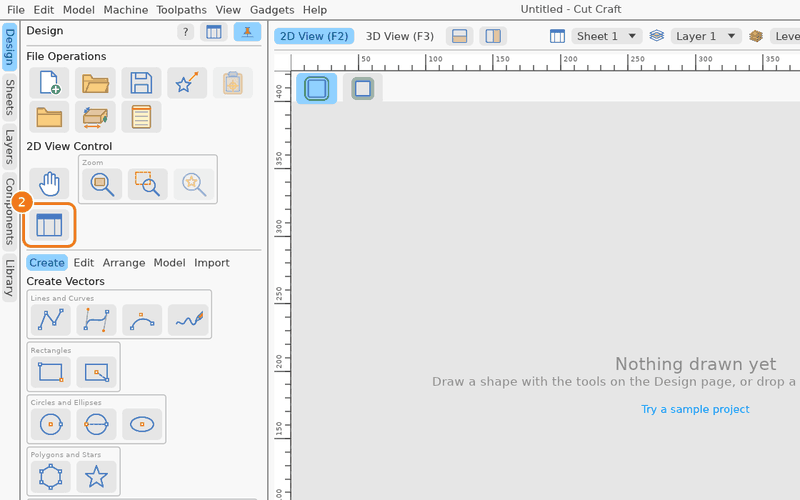 File Edit Model Machine Toolpaths View Gadgets Help
Untitled - Cut Craft
Design
Sheets
Layers
Components
Library
Design
?
File Operations
2D View Control
Zoom
2
Create Edit Arrange Model Import
Create Vectors
Lines and Curves
Rectangles
Circles and Ellipses
Polygons and Stars
2D View (F2) 3D View (F3) Sheet 1 Layer 1 Leve
50 100 150 200 250 300 350
400
350
300
250
200
150
Nothing drawn yet
Draw a shape with the tools on the Design page, or drop a
Try a sample project